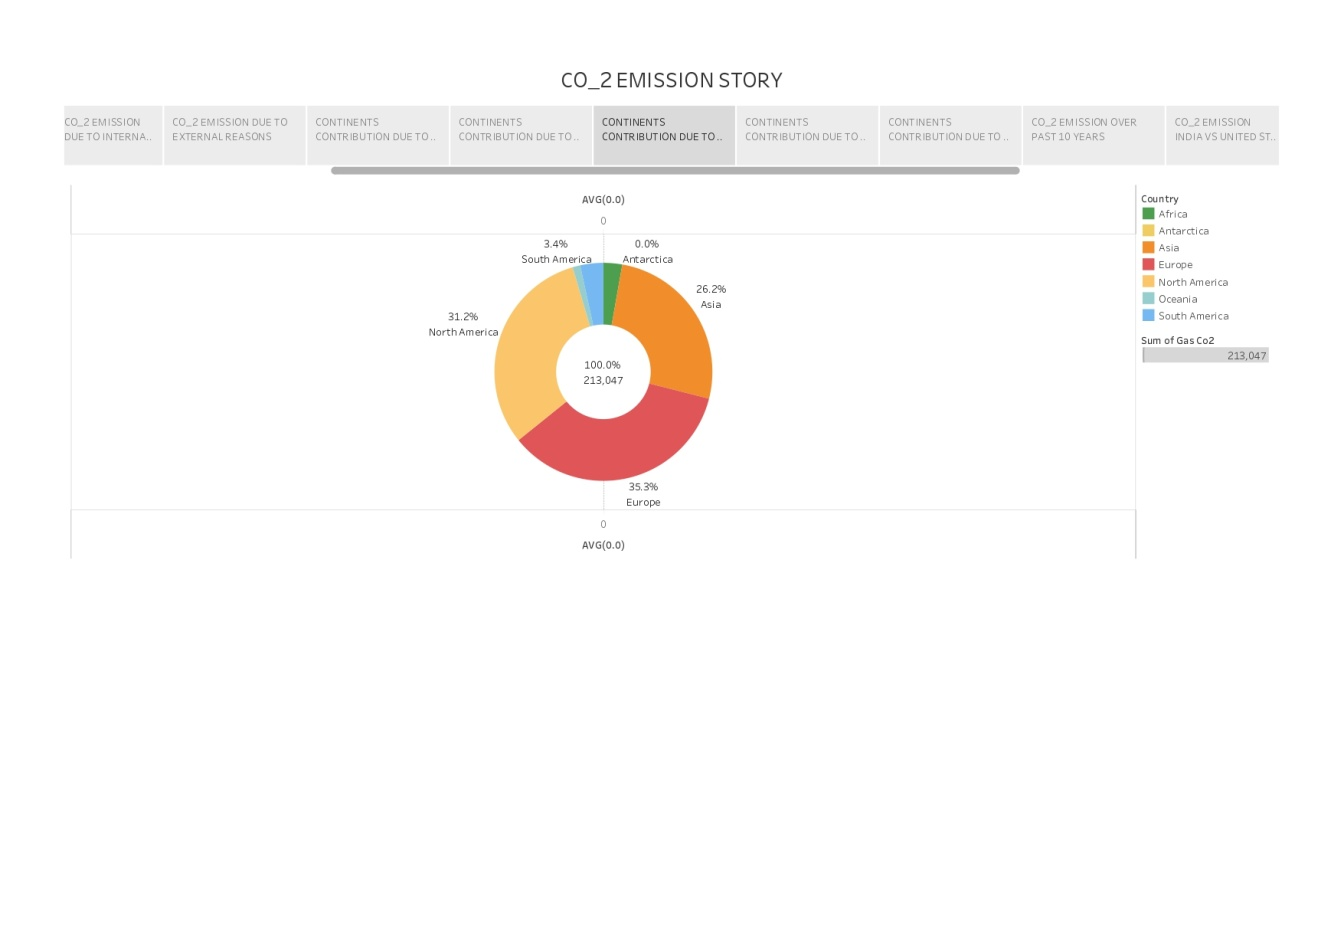 CO_2 EMISSION STORY
CO_2 EMISSION
DUE TO INTERNA..
CO_2 EMISSION DUE TO
EXTERNAL REASONS
CONTINENTS
CONTRIBUTION DUE TO ..
CONTINENTS
CONTRIBUTION DUE TO ..
CONTINENTS
CONTRIBUTION DUE TO ..
CONTINENTS
CONTRIBUTION DUE TO ..
CONTINENTS
CONTRIBUTION DUE TO ..
CO_2 EMISSION OVER
PAST 10 YEARS
CO_2 EMISSION
INDIA VS UNITED ST..
AVG(0.0)
0
3.4%
South America
0.0%
Antarctica
26.2%
Asia
31.2%
North America
100.0%
213,047
35.3%
Europe
0
AVG(0.0)
Country
Africa
Antarctica
Asia
Europe
North America
Oceania
South America
Sum of Gas Co2
213,047